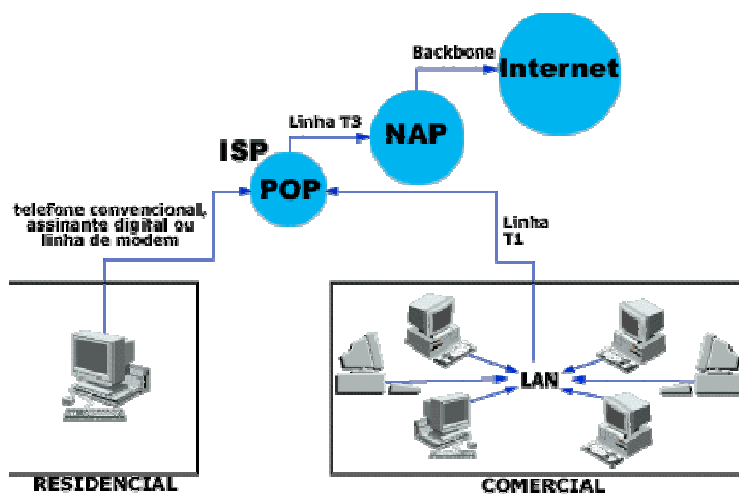 Backbone
Internet
Linha T3
NAP
ISP
POP
telefone convencional,
assinante digital ou
linha de modem
Linha
T1
LAN
RESIDENCIAL
COMERCIAL